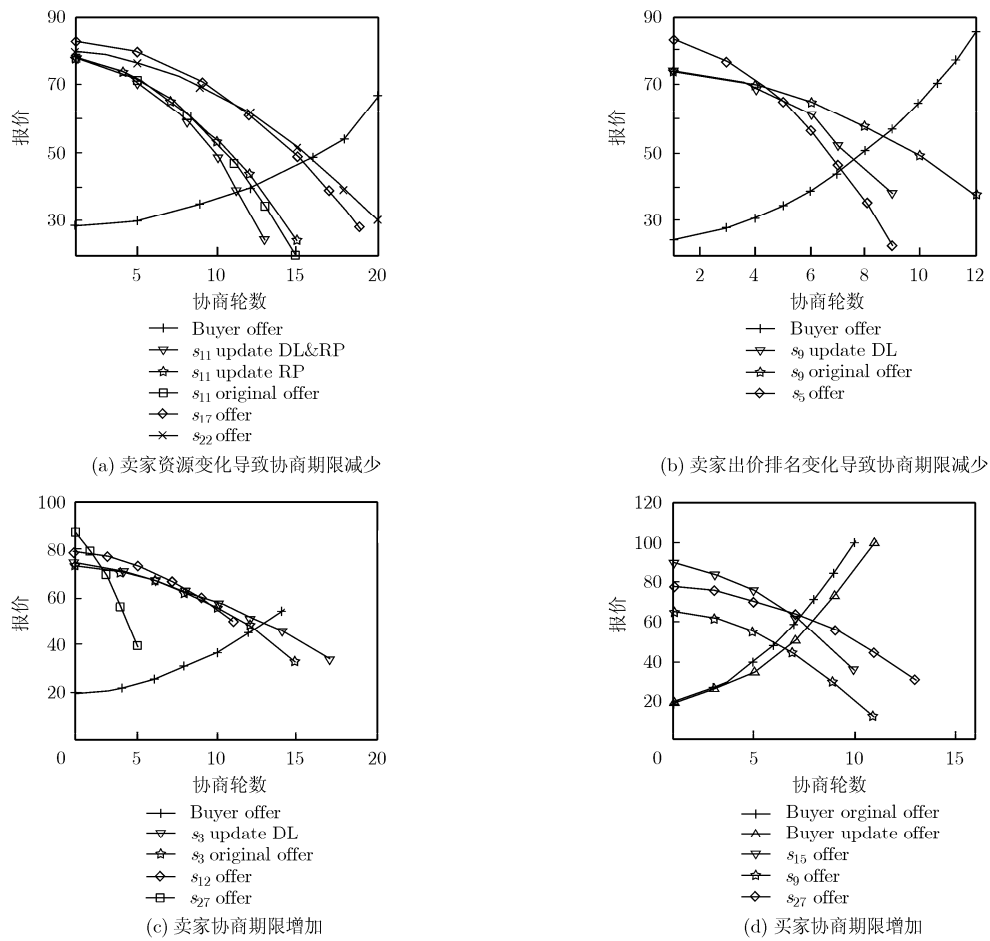 90
70
50
30
报价
5
10
15
20
协商轮数
Buyer offer
s11 update DL&RP
s11 update RP
s11 original offer
s17 offer
s22 offer
(a) 卖家资源变化导致协商期限减少
90
70
50
30
报价
2
4
6
8
10
12
协商轮数
Buyer offer
s9 update DL
s9 original offer
s5 offer
(b) 卖家出价排名变化导致协商期限减少
100
80
60
40
20
报价
0
5
10
15
20
协商轮数
Buyer offer
s3 update DL
s3 original offer
s12 offer
s27 offer
(c) 卖家协商期限增加
120
100
80
60
40
20
报价
0
5
10
15
协商轮数
Buyer orginal offer
Buyer update offer
s15 offer
s9 offer
s27 offer
(d) 买家协商期限增加